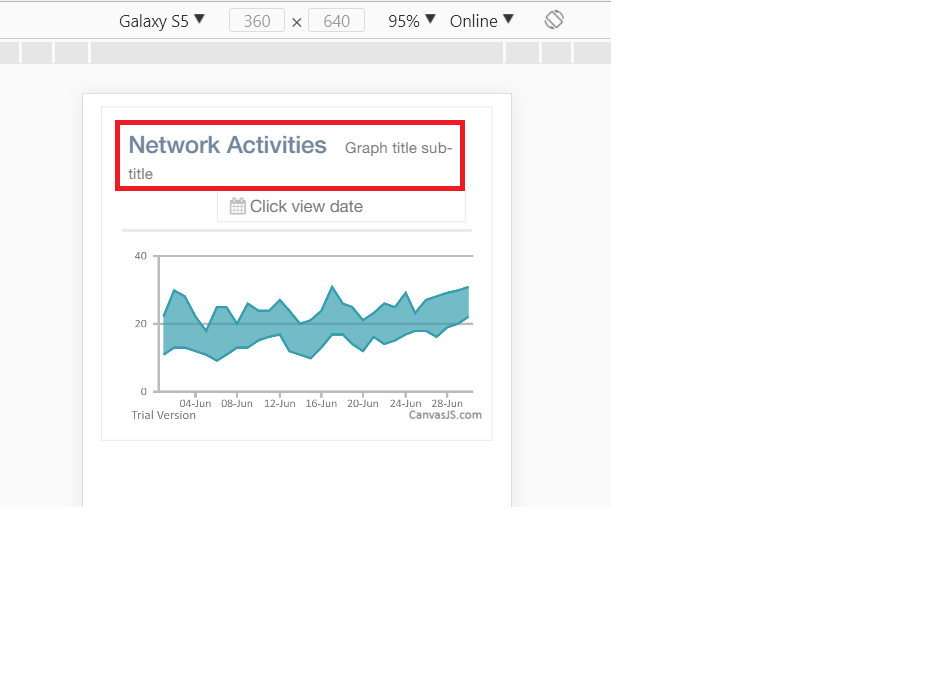 Galaxy S5 ▼ 360 × 640 95% ▼ Online ▼
Network Activities Graph title sub-
title
Click view date
40
20
0
04-Jun 08-Jun 12-Jun 16-Jun 20-Jun 24-Jun 28-Jun
Trial Version CanvasJS.com